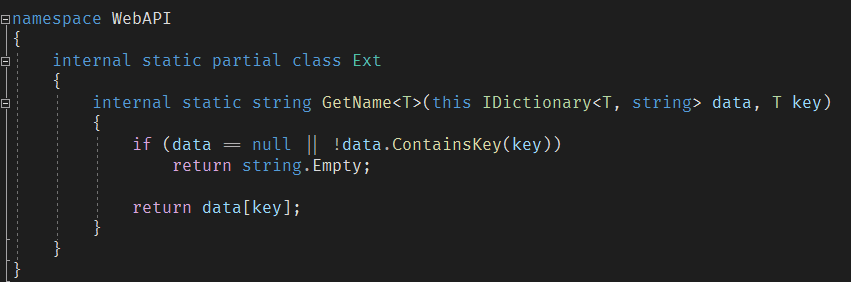 namespace WebAPI
{
    internal static partial class Ext
    {
        internal static string GetName<T>(this IDictionary<T, string> data, T key)
        {
            if (data == null || !data.ContainsKey(key))
                return string.Empty;

            return data[key];
        }
    }
}